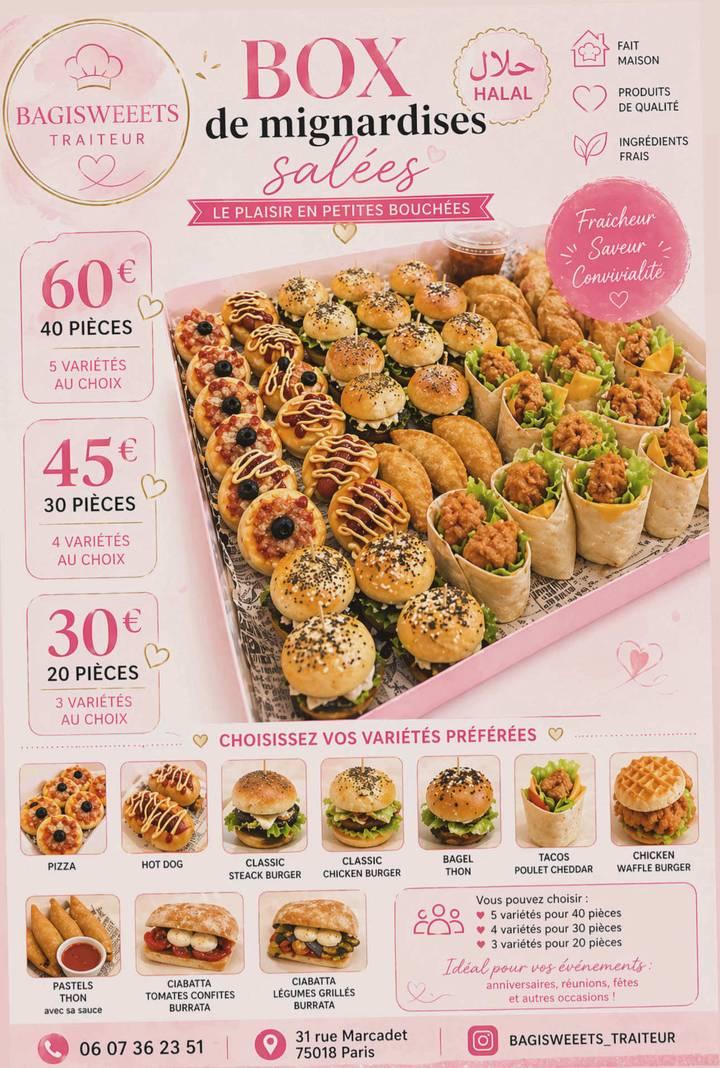 BAGISWEEETS
TRAITEUR
BOX
de mignardises
salées
LE PLAISIR EN PETITES BOUCHÉES
حلال
HALAL
FAIT
MAISON
PRODUITS
DE QUALITÉ
INGRÉDIENTS
FRAIS
Fraîcheur
Saveur
Convivialité
60€
40 PIÈCES
5 VARIÉTÉS
AU CHOIX
45€
30 PIÈCES
4 VARIÉTÉS
AU CHOIX
30€
20 PIÈCES
3 VARIÉTÉS
AU CHOIX
CHOISISSEZ VOS VARIÉTÉS PRÉFÉRÉES
PIZZA
HOT DOG
CLASSIC
STEACK BURGER
CLASSIC
CHICKEN BURGER
BAGEL
THON
TACOS
POULET CHEDDAR
CHICKEN
WAFFLE BURGER
PASTELS
THON
avec sa sauce
CIABATTA
TOMATES CONFITES
BURRATA
CIABATTA
LÉGUMES GRILLÉS
BURRATA
Vous pouvez choisir :
5 variétés pour 40 pièces
4 variétés pour 30 pièces
3 variétés pour 20 pièces
Idéal pour vos événements :
anniversaires, réunions, fêtes
et autres occasions !
06 07 36 23 51
31 rue Marcadet
75018 Paris
BAGISWEEETS_TRAITEUR